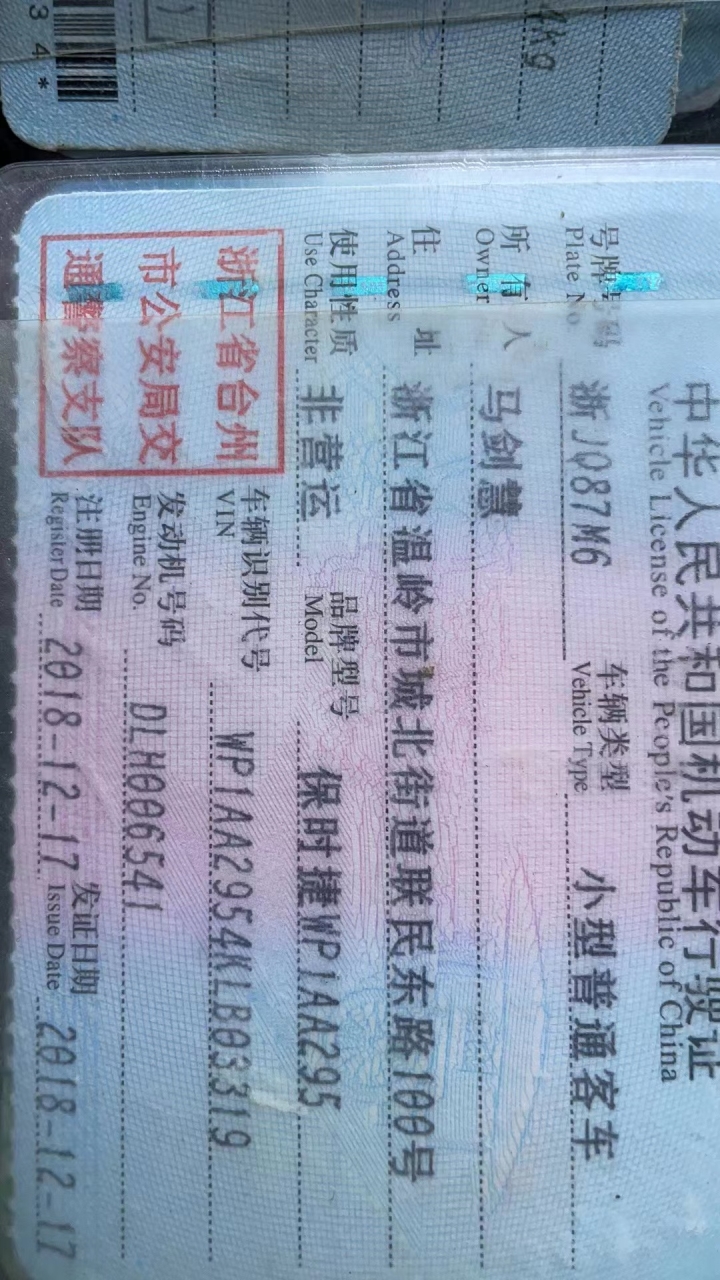 34*
4kg
中华人民共和国机动车行驶证
Vehicle License of the People's Republic of China
号牌号码 浙JQ87M6 车辆类型 小型普通客车
Plate No. Vehicle Type
所有人 马剑慧
Owner
住址 浙江省温岭市城北街道联民东路100号
Address
使用性质 非营运 品牌型号 保时捷WP1AA295
Use Character Model
浙江省台州
市公安局交
通警察支队
车辆识别代号 WP1AA2954KLB03319
VIN
发动机号码 DLH006541
Engine No.
注册日期 2018-12-17 发证日期 2018-12-17
Register Date Issue Date